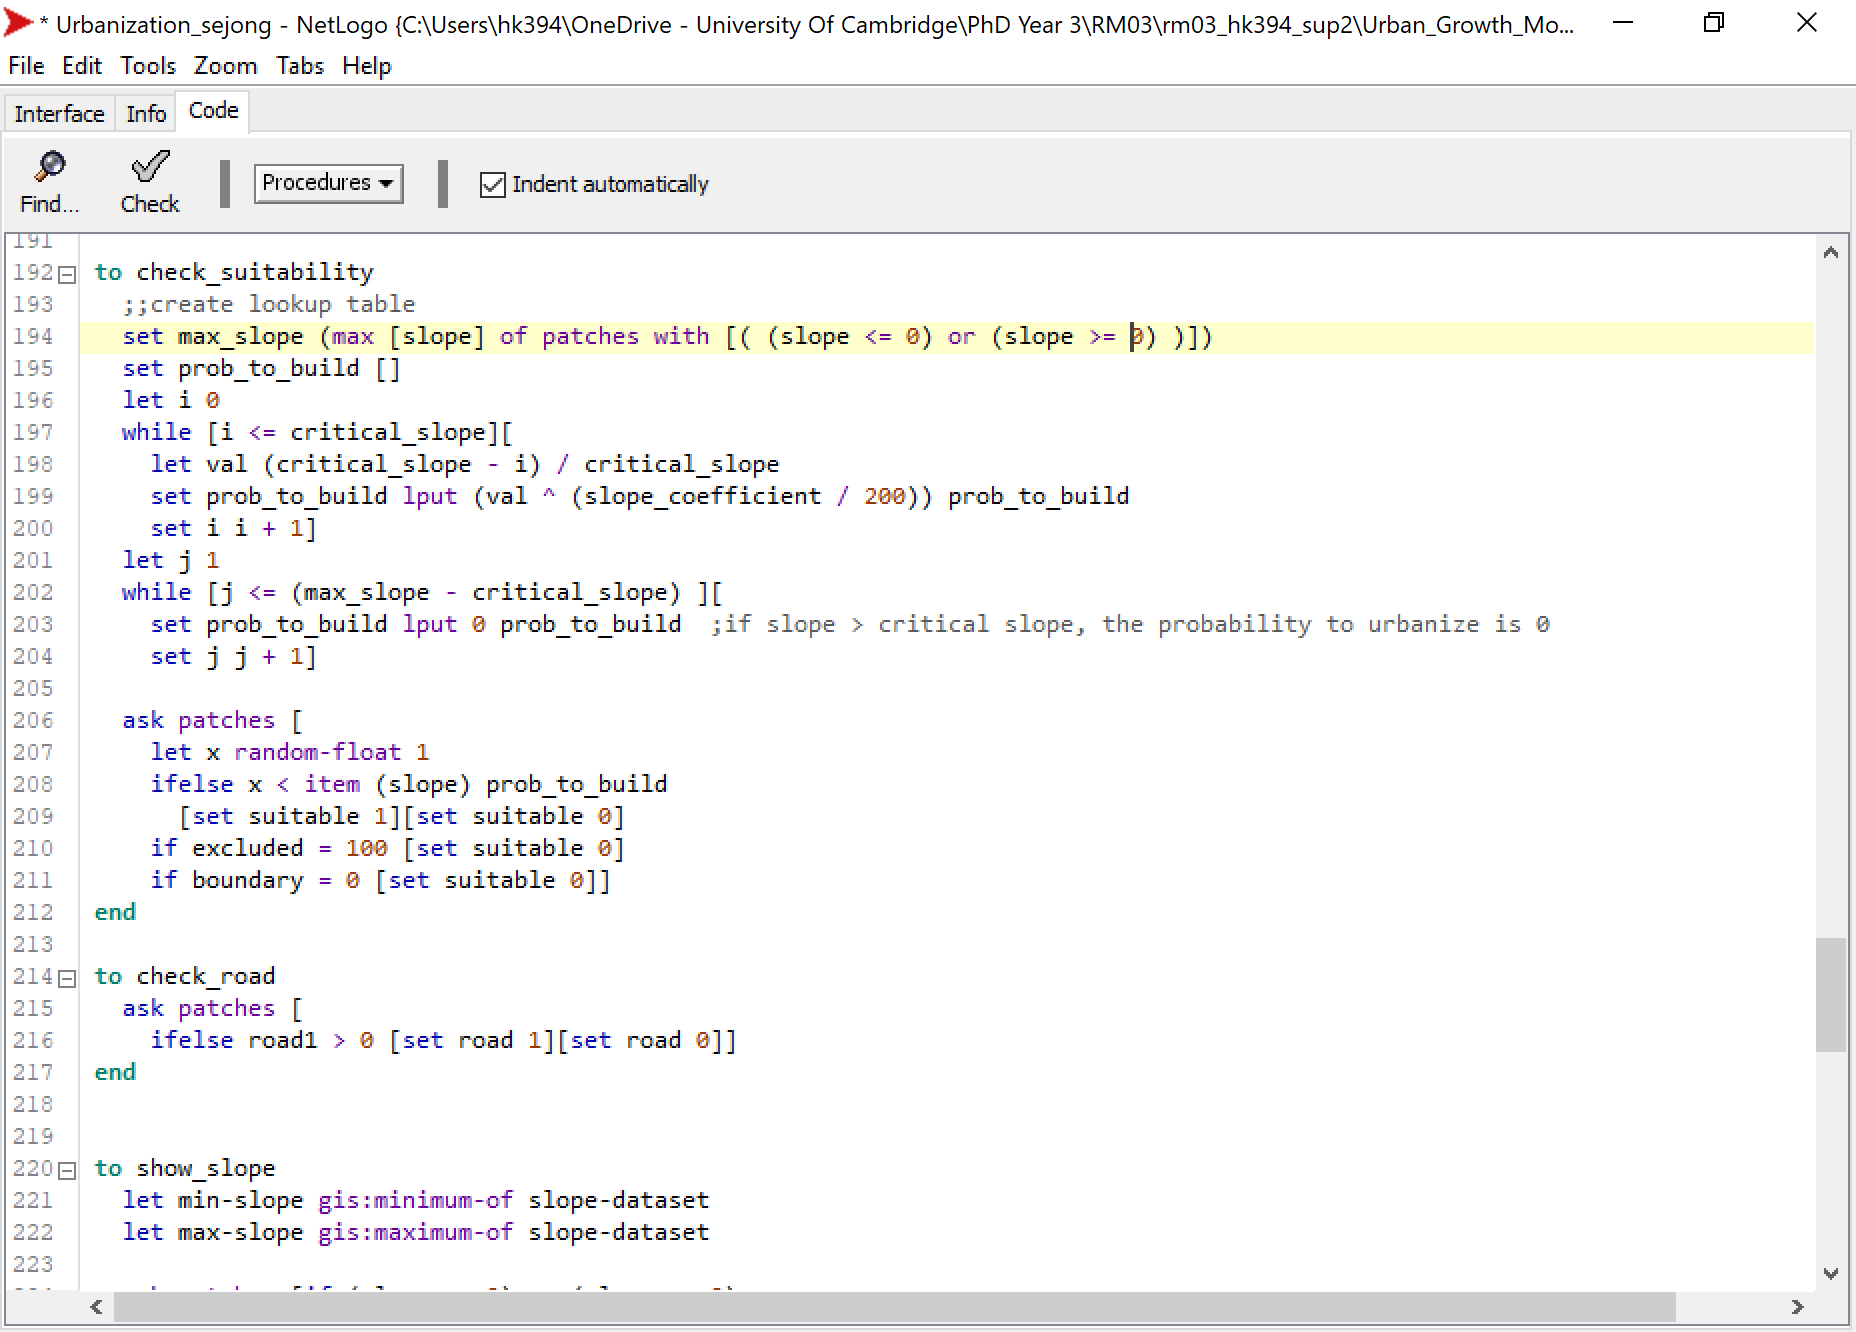 * Urbanization_sejong - NetLogo {C:\Users\hk394\OneDrive - University Of Cambridge\PhD Year 3\RM03\rm03_hk394_sup2\Urban_Growth_Mo...
File Edit Tools Zoom Tabs Help
Interface Info Code
Find... Check Procedures Indent automatically
191
192 to check_suitability
193 ;;create lookup table
194 set max_slope (max [slope] of patches with [( (slope <= 0) or (slope >= 0) )])
195 set prob_to_build []
196 let i 0
197 while [i <= critical_slope][
198 let val (critical_slope - i) / critical_slope
199 set prob_to_build lput (val ^ (slope_coefficient / 200)) prob_to_build
200 set i i + 1]
201 let j 1
202 while [j <= (max_slope - critical_slope) ][
203 set prob_to_build lput 0 prob_to_build ;if slope > critical slope, the probability to urbanize is 0
204 set j j + 1]
205
206 ask patches [
207 let x random-float 1
208 ifelse x < item (slope) prob_to_build
209 [set suitable 1][set suitable 0]
210 if excluded = 100 [set suitable 0]
211 if boundary = 0 [set suitable 0]]
212 end
213
214 to check_road
215 ask patches [
216 ifelse road1 > 0 [set road 1][set road 0]]
217 end
218
219
220 to show_slope
221 let min-slope gis:minimum-of slope-dataset
222 let max-slope gis:maximum-of slope-dataset
223